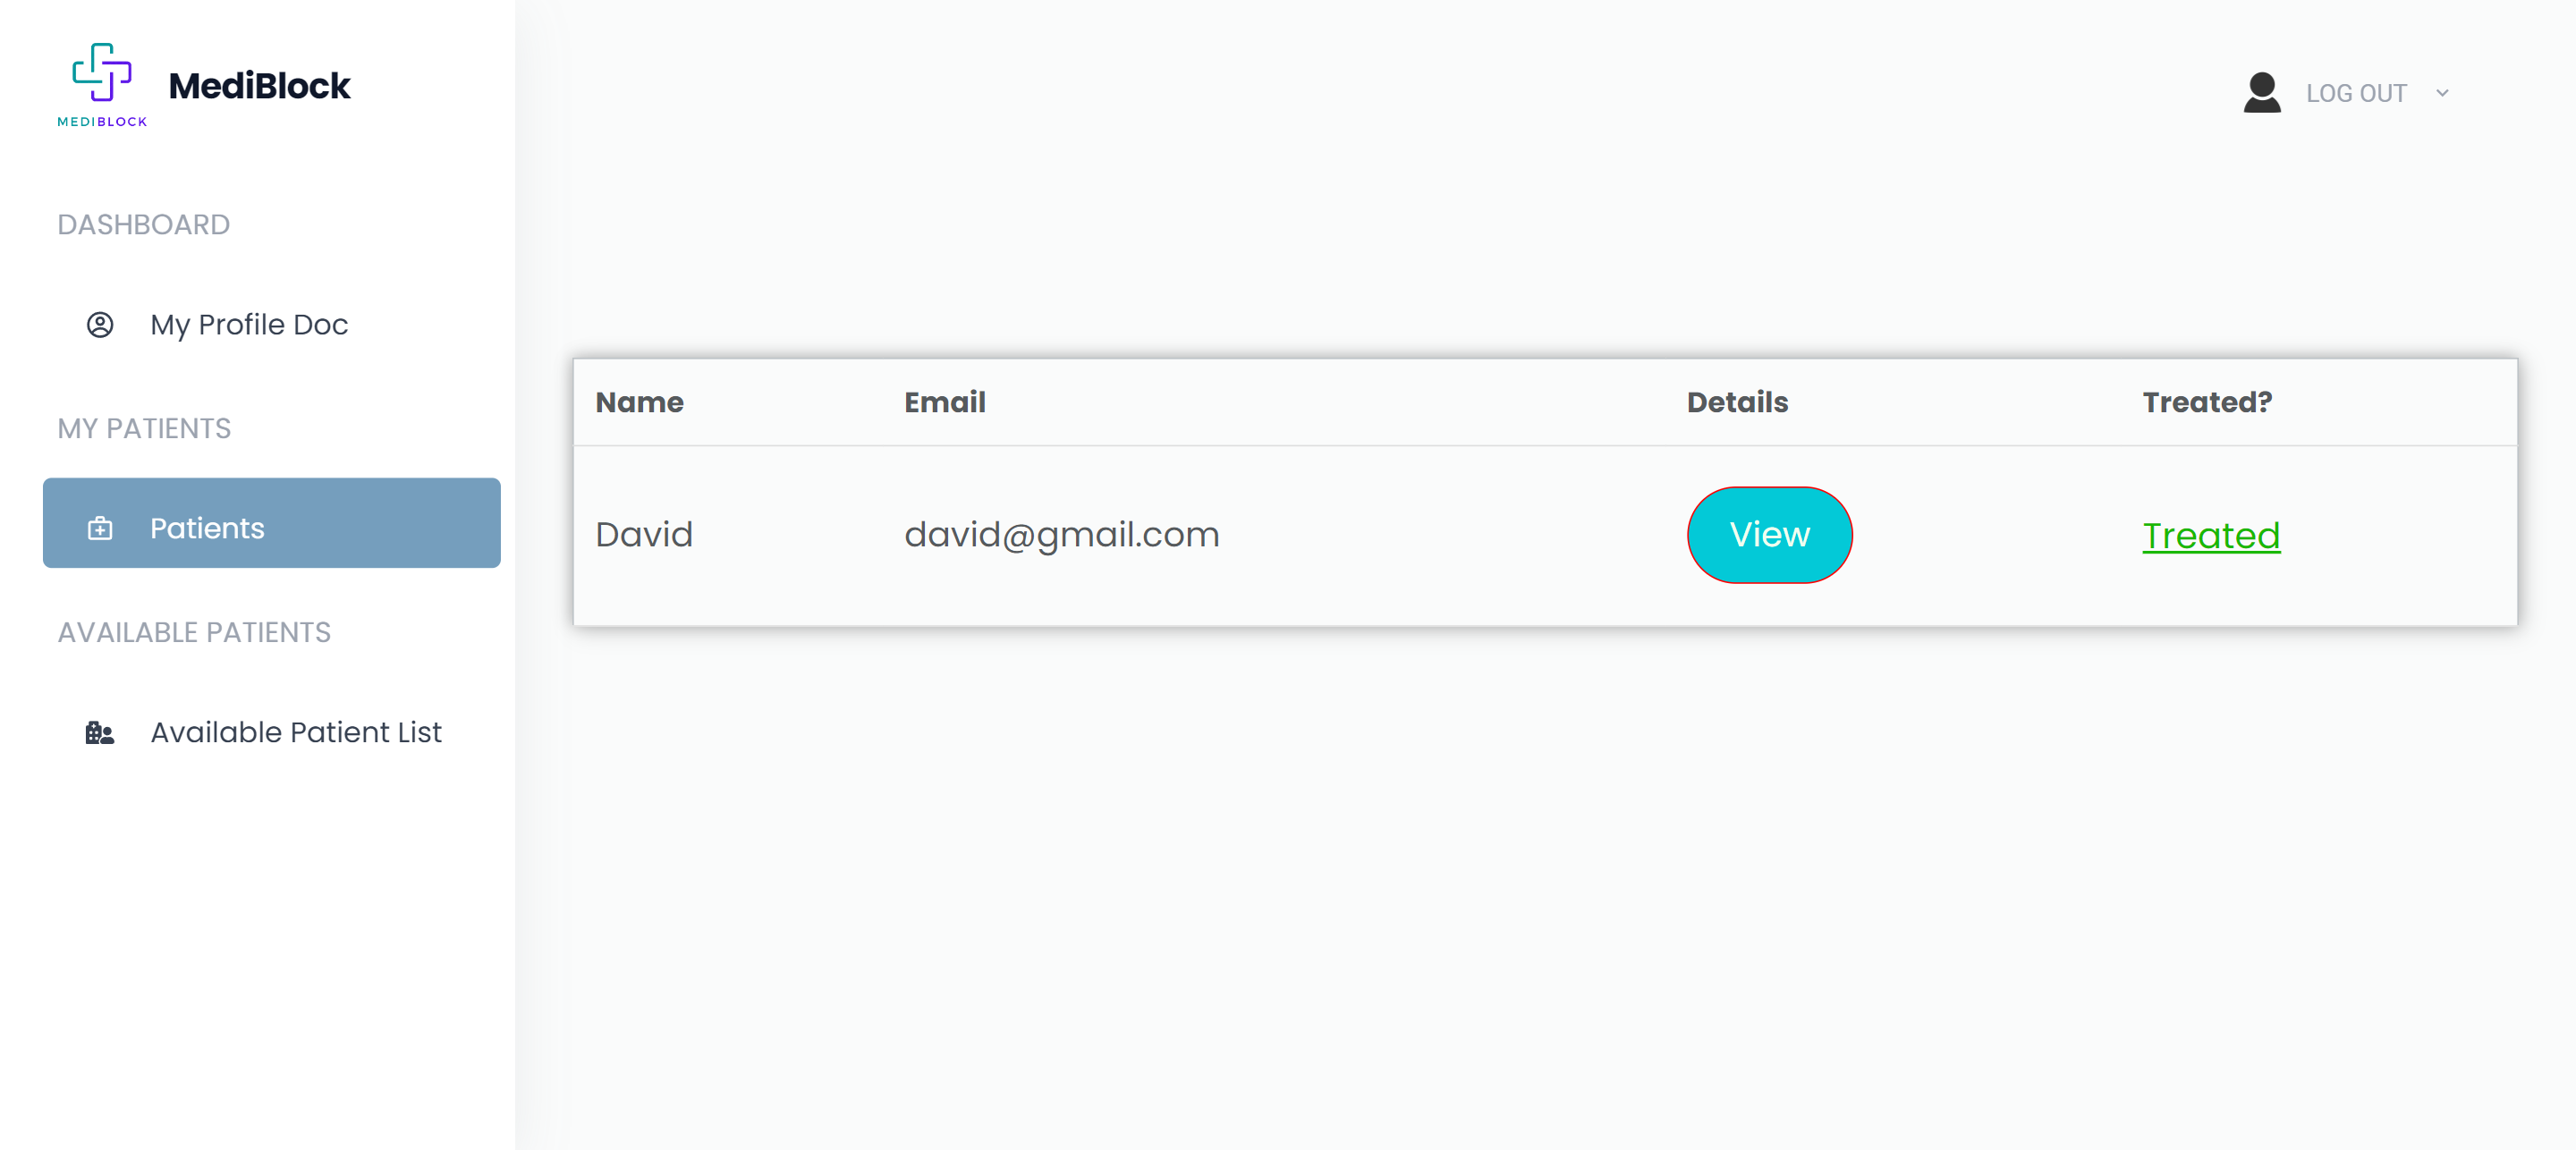 MEDIBLOCK
MediBlock
LOG OUT
DASHBOARD
My Profile Doc
MY PATIENTS
Patients
AVAILABLE PATIENTS
Available Patient List
Name Email Details Treated?
David david@gmail.com View Treated